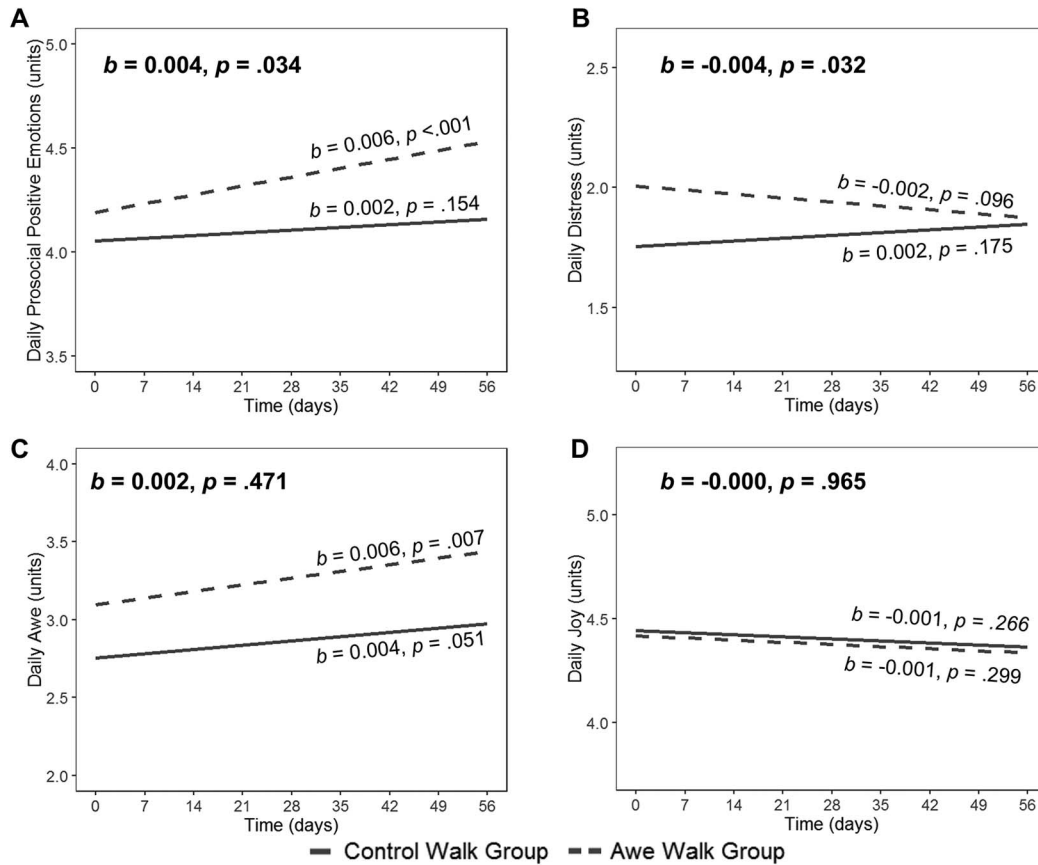 A
b = 0.004, p = .034
Daily Prosocial Positive Emotions (units)
5.0
4.5
4.0
3.5
b = 0.006, p <.001
b = 0.002, p = .154
0 7 14 21 28 35 42 49 56
Time (days)
B
b = -0.004, p = .032
Daily Distress (units)
2.5
2.0
1.5
b = -0.002, p = .096
b = 0.002, p = .175
0 7 14 21 28 35 42 49 56
Time (days)
C
b = 0.002, p = .471
Daily Awe (units)
4.0
3.5
3.0
2.5
2.0
b = 0.006, p = .007
b = 0.004, p = .051
0 7 14 21 28 35 42 49 56
Time (days)
D
b = -0.000, p = .965
Daily Joy (units)
5.0
4.5
4.0
b = -0.001, p = .266
b = -0.001, p = .299
0 7 14 21 28 35 42 49 56
Time (days)
Control Walk Group Awe Walk Group